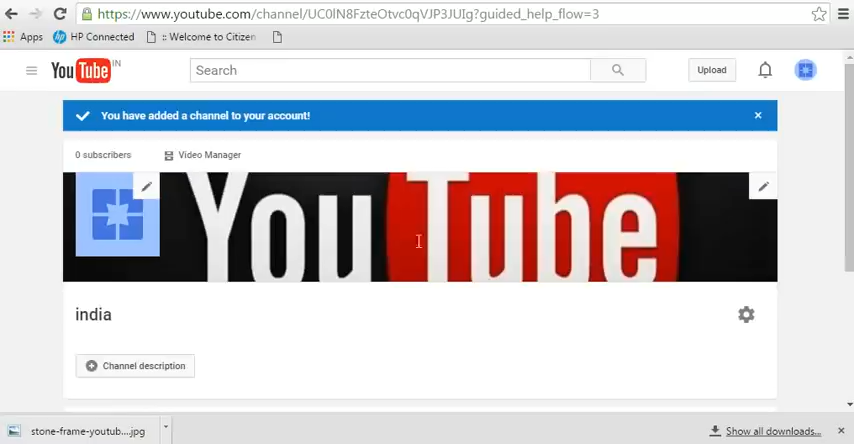 https://www.youtube.com/channel/UC0lN8FzteOtvc0qVJP3JUIg?guided_help_flow=3
Apps HP Connected :: Welcome to Citizen
YouTube IN Search Upload
You have added a channel to your account! ×
0 subscribers Video Manager
YouTube
india
Channel description
stone-frame-youtub....jpg Show all downloads...